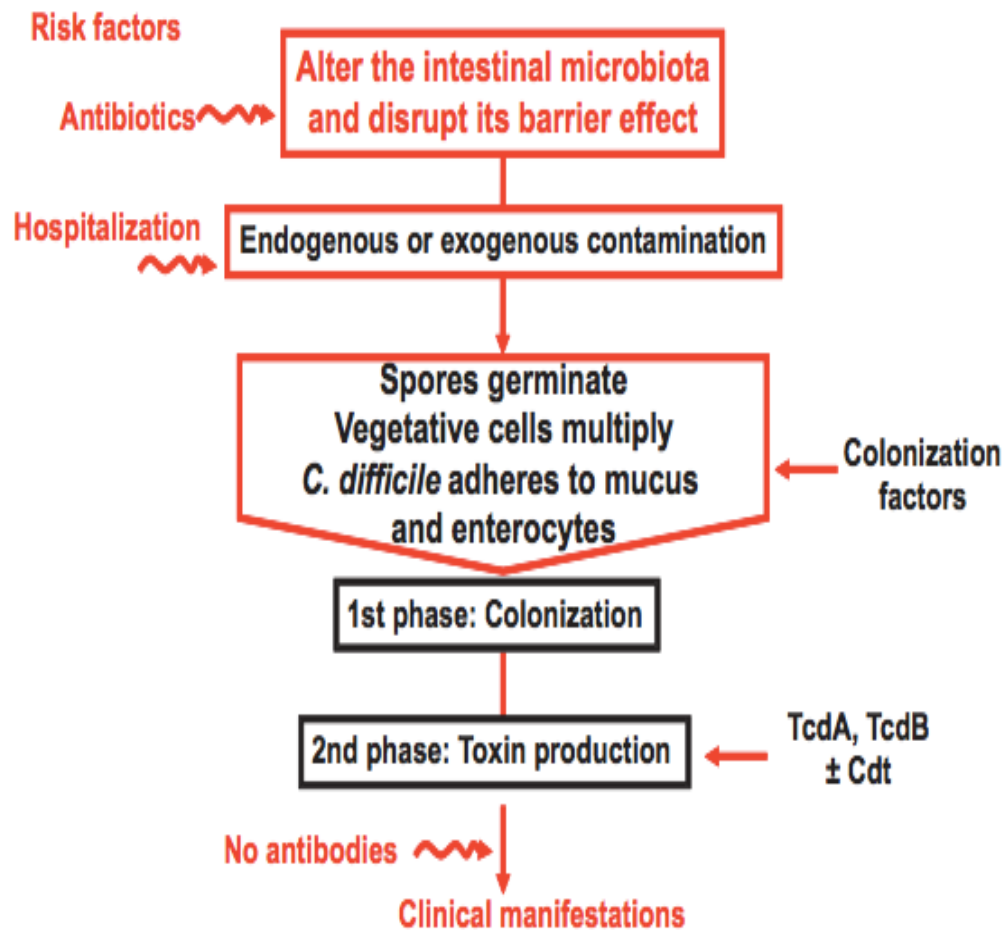 Risk factors
Alter the intestinal microbiota
and disrupt its barrier effect
Antibiotics
Hospitalization
Endogenous or exogenous contamination
Spores germinate
Vegetative cells multiply
C. difficile adheres to mucus
and enterocytes
Colonization
factors
1st phase: Colonization
2nd phase: Toxin production
TcdA, TcdB
± Cdt
No antibodies
Clinical manifestations